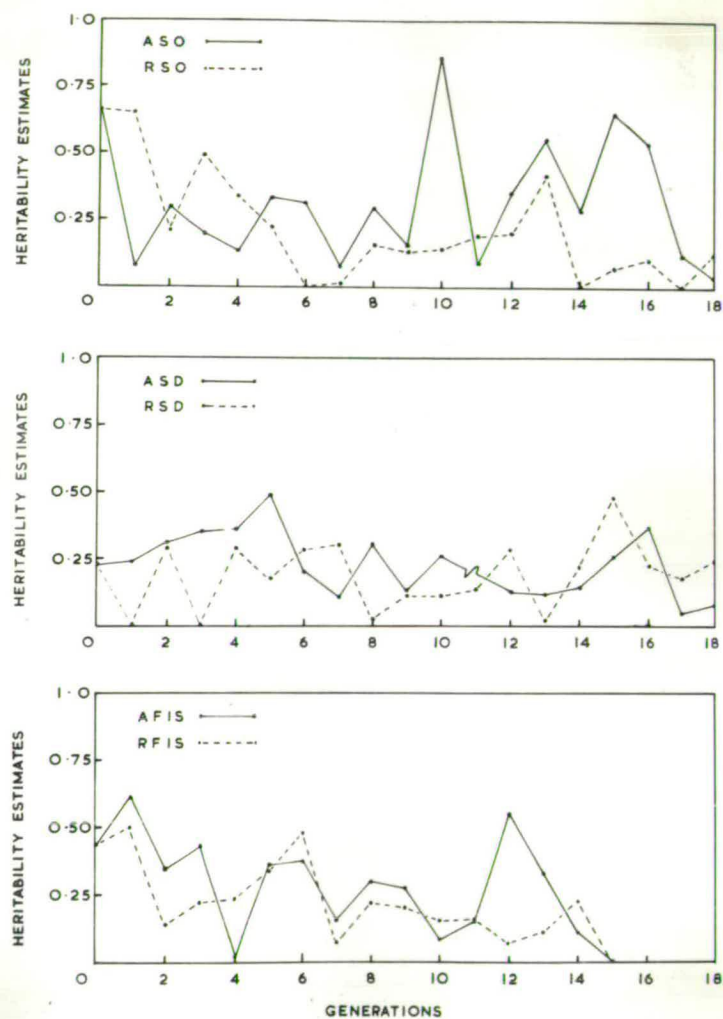 1·0
ASO
RSO
0·75
0·50
0·25
HERITABILITY ESTIMATES
0 2 4 6 8 10 12 14 16 18
1·0
ASD
RSD
0·75
0·50
0·25
HERITABILITY ESTIMATES
0 2 4 6 8 10 12 14 16 18
1·0
AFIS
RFIS
0·75
0·50
0·25
HERITABILITY ESTIMATES
0 2 4 6 8 10 12 14 16 18
GENERATIONS